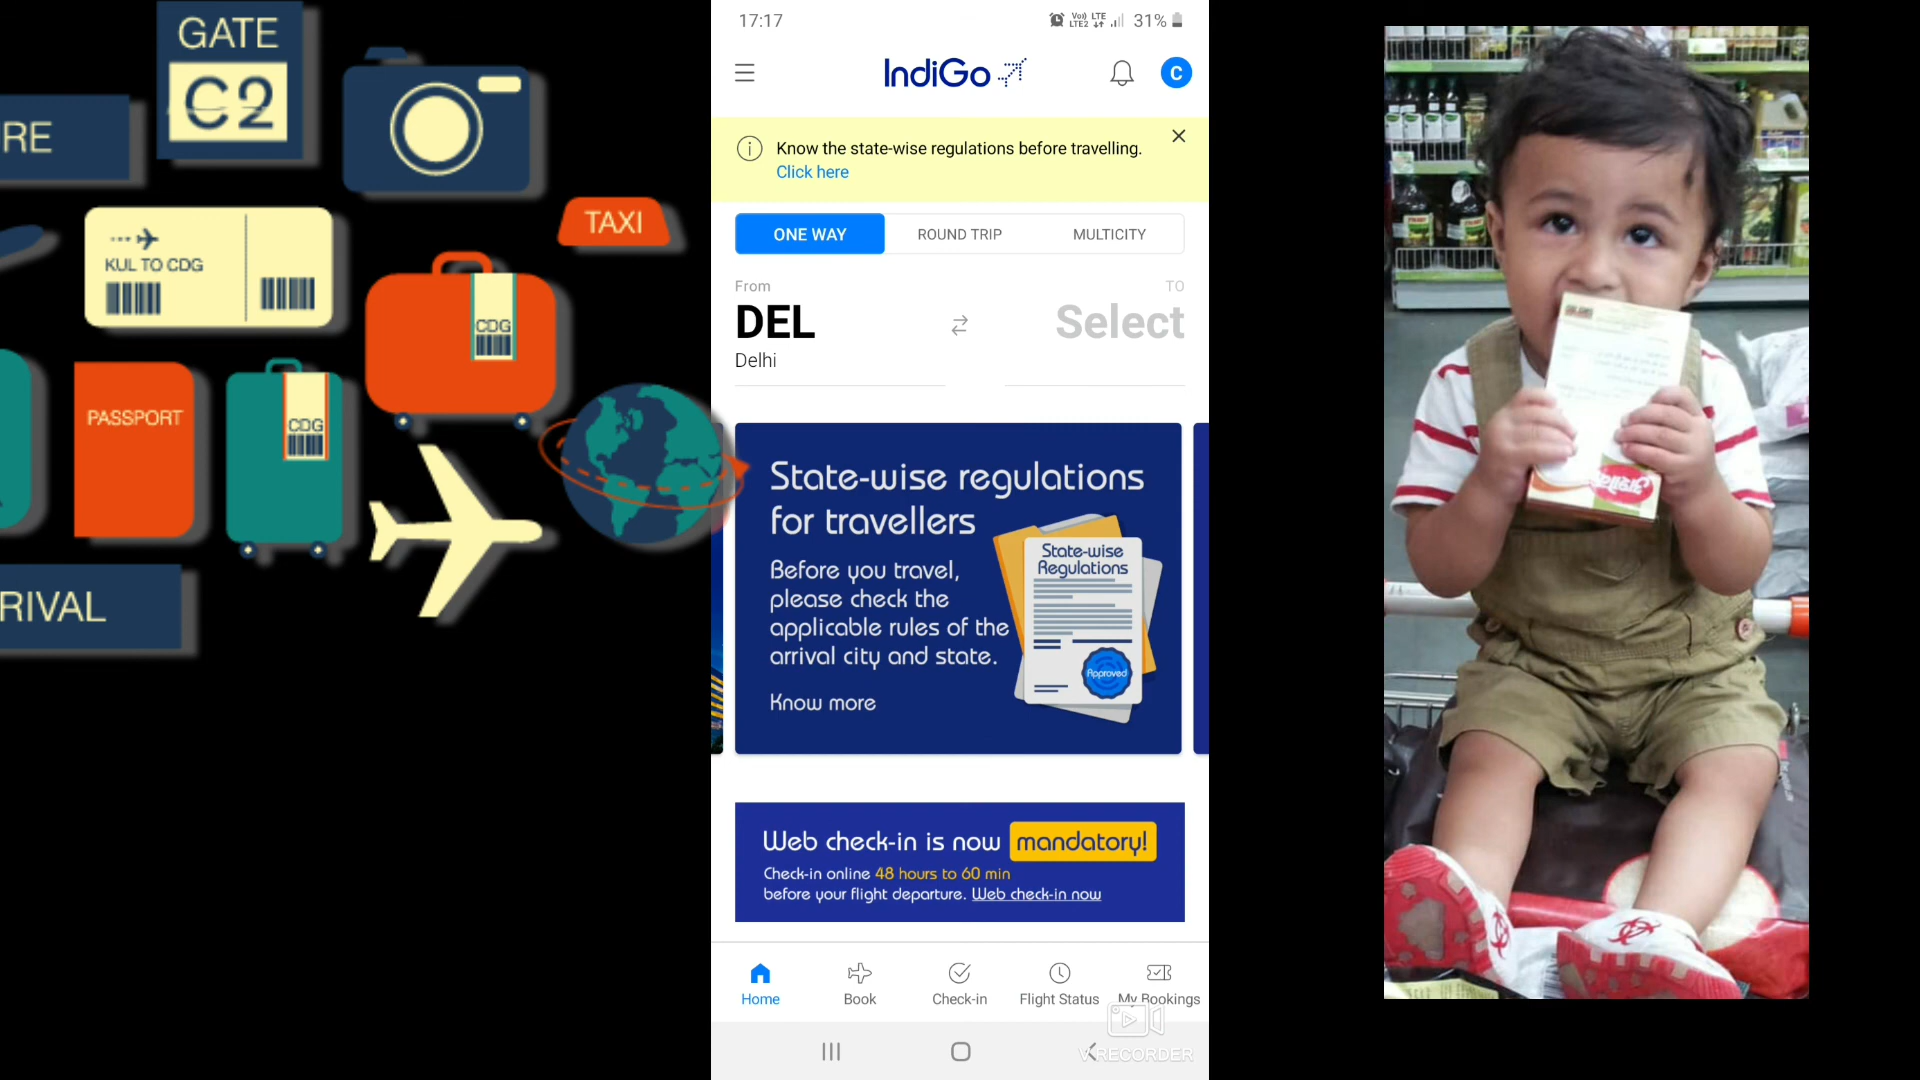 GATE
C2
RE
TAXI
KUL TO CDG
CDG
PASSPORT
CDG
RIVAL
17:17
Vo)) LTE
LTE2
31%
IndiGo
C
Know the state-wise regulations before travelling.
Click here
ONE WAY
ROUND TRIP
MULTICITY
From
TO
DEL
Select
Delhi
State-wise regulations
for travellers
Before you travel,
please check the
applicable rules of the
arrival city and state.
Know more
State-wise
Regulations
Approved
Web check-in is now mandatory!
Check-in online 48 hours to 60 min
before your flight departure. Web check-in now
Home
Book
Check-in
Flight Status
My Bookings
V RECORDER